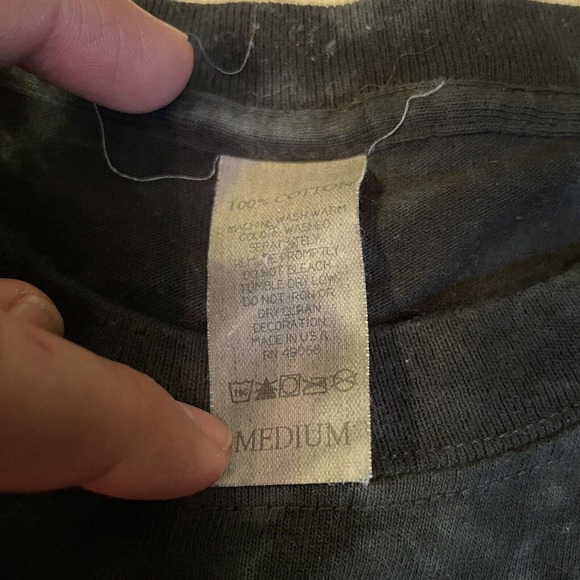 100% COTTON
MACHINE WASH WARM
COLORS WASHED
SEPARATELY
REMOVE PROMPTLY
DO NOT BLEACH
TUMBLE DRY LOW
DO NOT IRON OR
DRY CLEAN
DECORATION.
MADE IN U.S.A.
RN 49068
MEDIUM